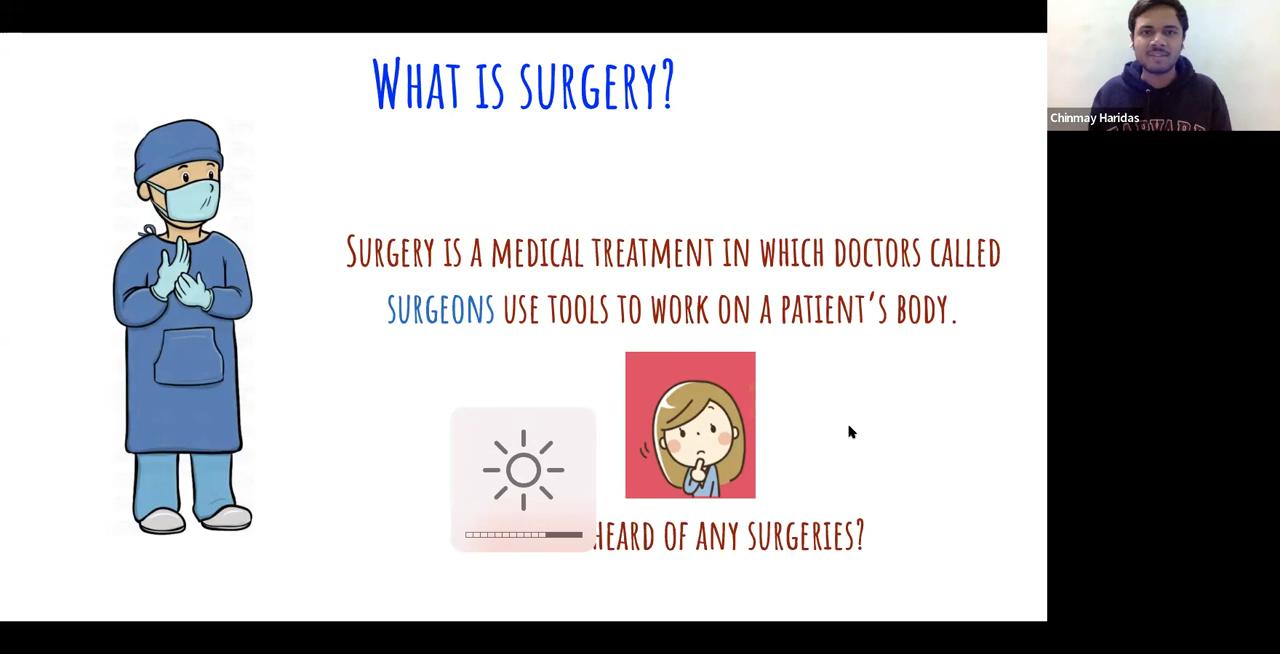 What is surgery?
Chinmay Haridas
HARVARD
Surgery is a medical treatment in which doctors called
surgeons use tools to work on a patient's body.
heard of any surgeries?